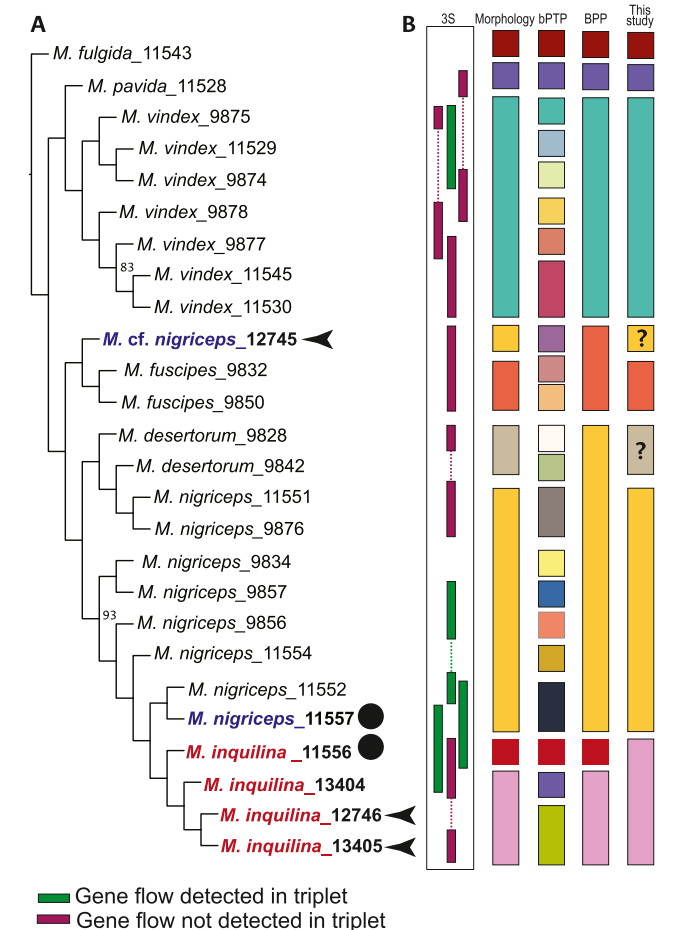 A
B
3S
Morphology
bPTP
BPP
This
study
M. fulgida_11543
M. pavida_11528
M. vindex_9875
M. vindex_11529
M. vindex_9874
M. vindex_9878
M. vindex_9877
83
M. vindex_11545
M. vindex_11530
M. cf. nigriceps_12745
?
M. fuscipes_9832
M. fuscipes_9850
M. desertorum_9828
?
M. desertorum_9842
M. nigriceps_11551
M. nigriceps_9876
M. nigriceps_9834
M. nigriceps_9857
93
M. nigriceps_9856
M. nigriceps_11554
M. nigriceps_11552
M. nigriceps_11557
M. inquilina _11556
M. inquilina_13404
M. inquilina_12746
M. inquilina_13405
Gene flow detected in triplet
Gene flow not detected in triplet